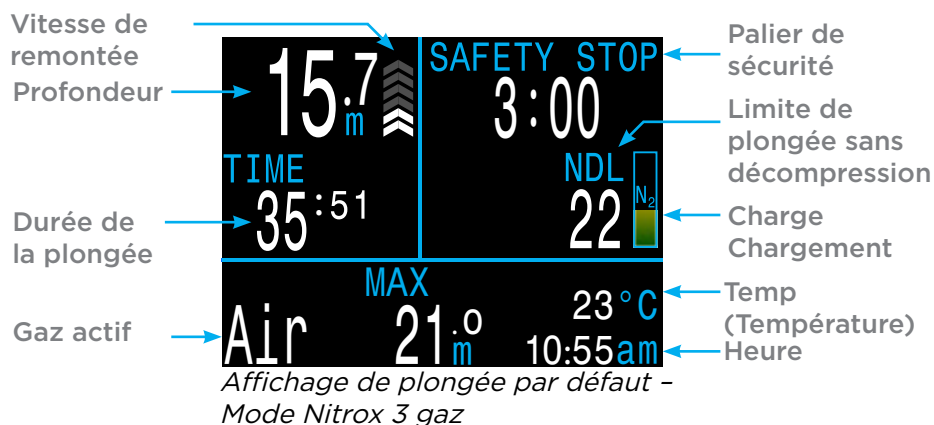 Vitesse de
remontée
Profondeur
Durée de
la plongée
Gaz actif
15.7 m
TIME
35:51
SAFETY STOP
3:00
NDL
22
N2
MAX
Air
21.0 m
23°C
10:55am
Palier de
sécurité
Limite de
plongée sans
décompression
Charge
Chargement
Temp
(Température)
Heure
Affichage de plongée par défaut –
Mode Nitrox 3 gaz